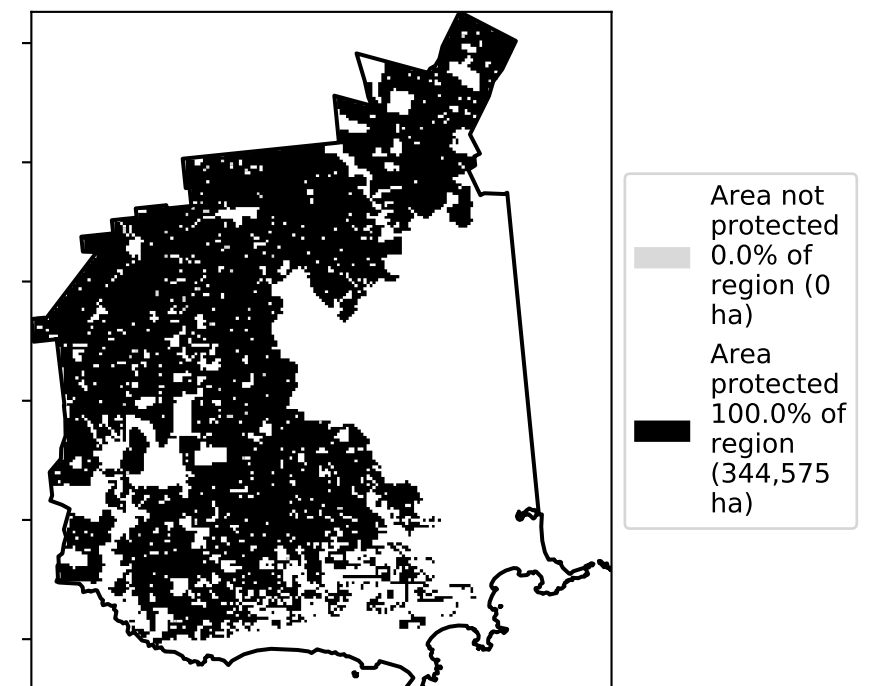 Area not
protected
0.0% of
region (0
ha)
Area
protected
100.0% of
region
(344,575
ha)